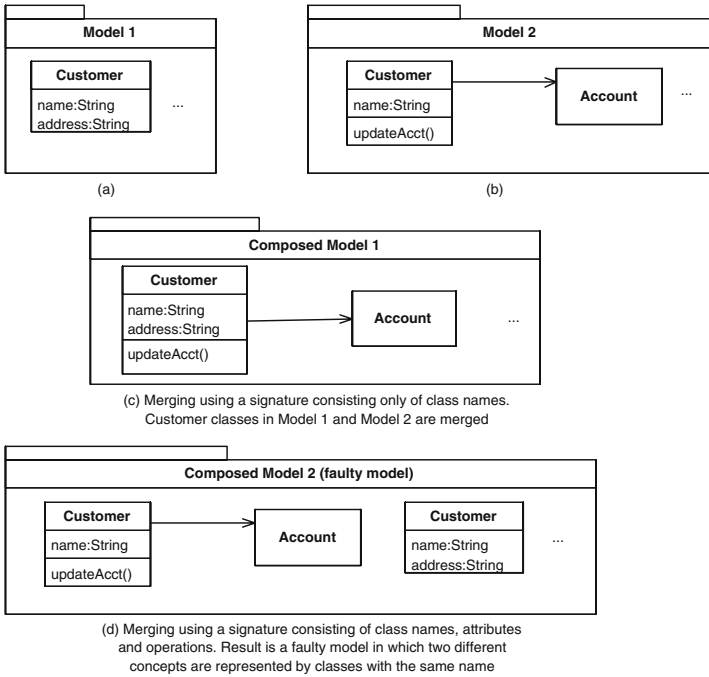 Model 1
Customer
name:String
address:String
...
(a)
Model 2
Customer
name:String
updateAcct()
Account
...
(b)
Composed Model 1
Customer
name:String
address:String
updateAcct()
Account
...
(c) Merging using a signature consisting only of class names.
Customer classes in Model 1 and Model 2 are merged
Composed Model 2 (faulty model)
Customer
name:String
updateAcct()
Account
Customer
name:String
address:String
...
(d) Merging using a signature consisting of class names, attributes
and operations. Result is a faulty model in which two different
concepts are represented by classes with the same name